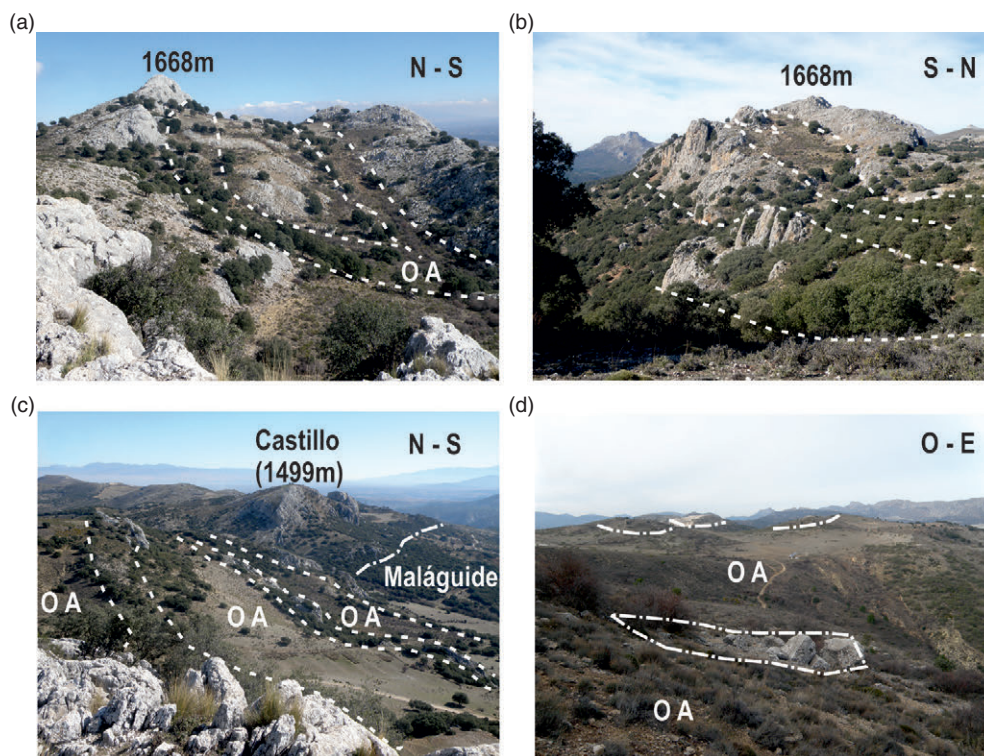 (a)
1668m
N - S
O A
(b)
S - N
1668m
(c)
Castillo
(1499m)
N - S
Maláguide
O A
O A
O A
(d)
O - E
O A
O A